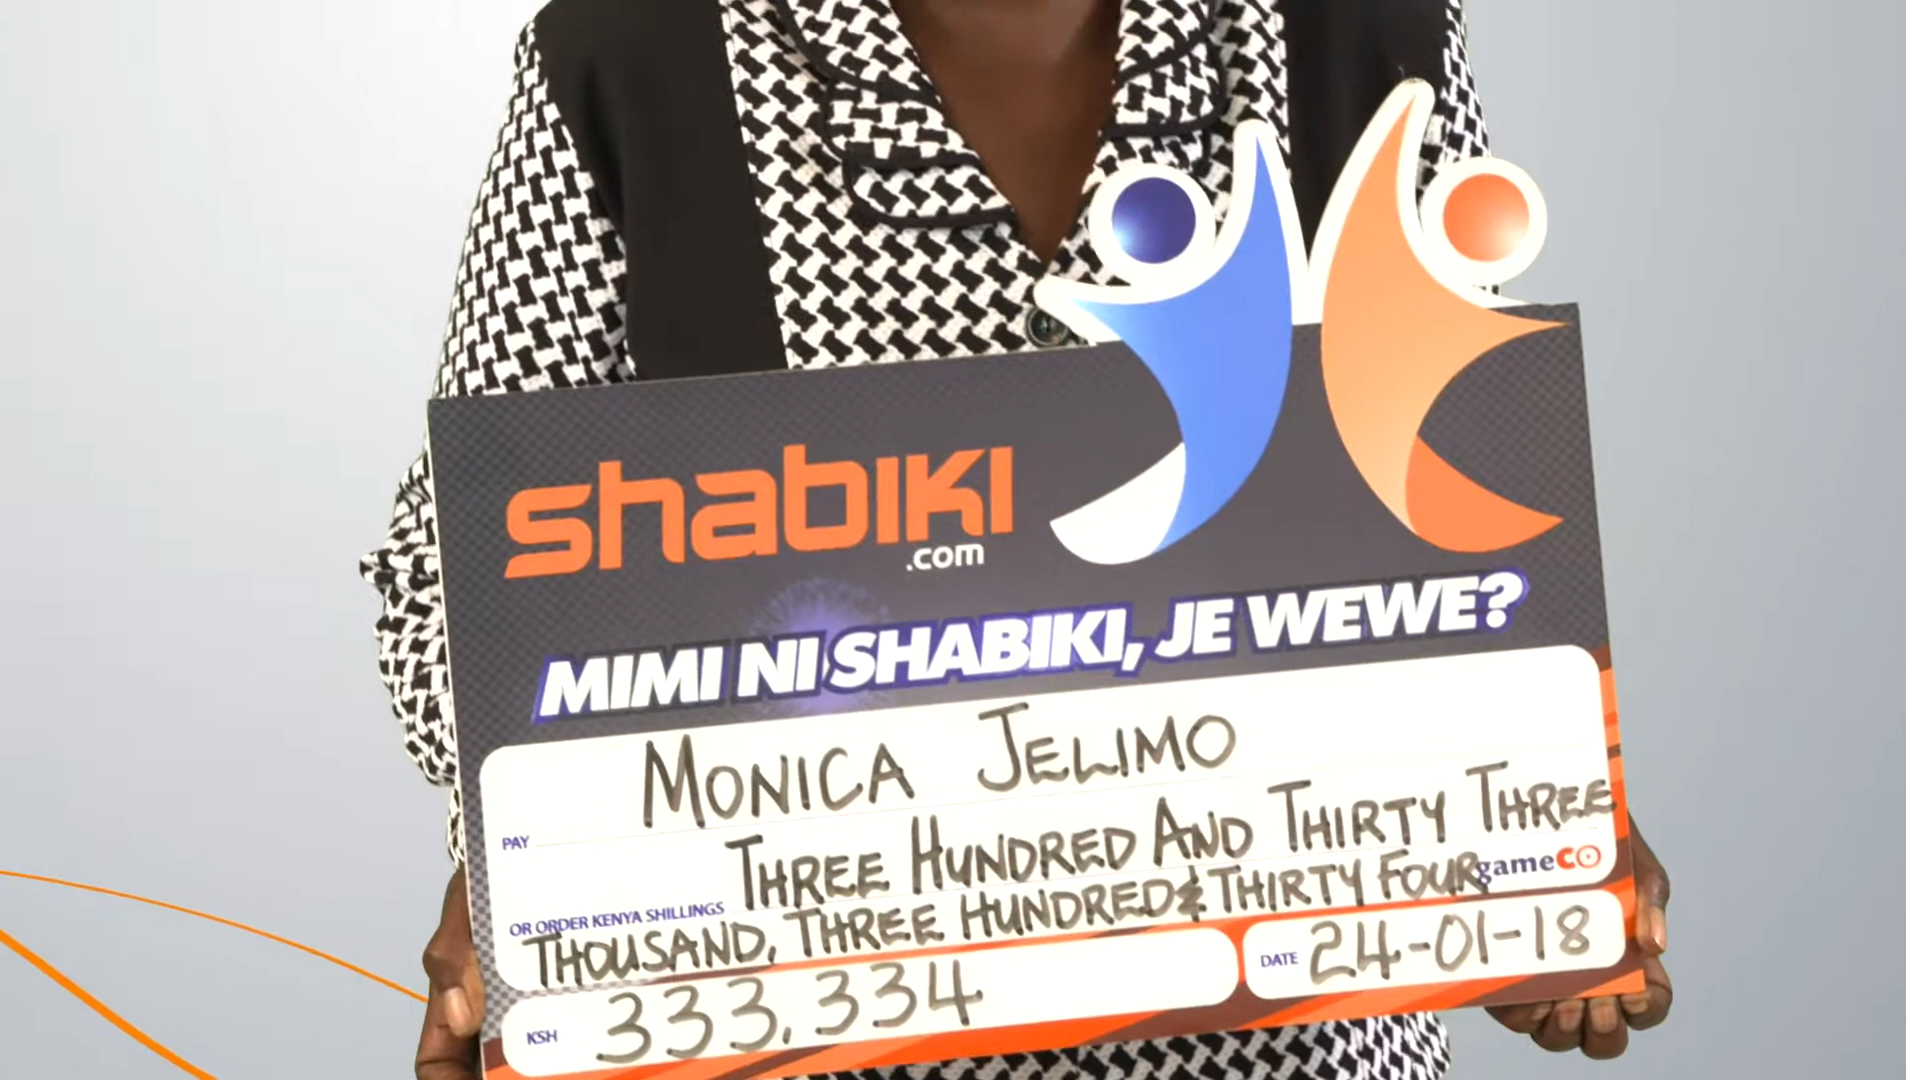 shabiki
.com
MIMI NI SHABIKI, JE WEWE?
PAY MONICA JELIMO
OR ORDER KENYA SHILLINGS THREE HUNDRED AND THIRTY THREE
THOUSAND, THREE HUNDRED & THIRTY FOUR
gameCO
KSH 333,334
DATE 24-01-18